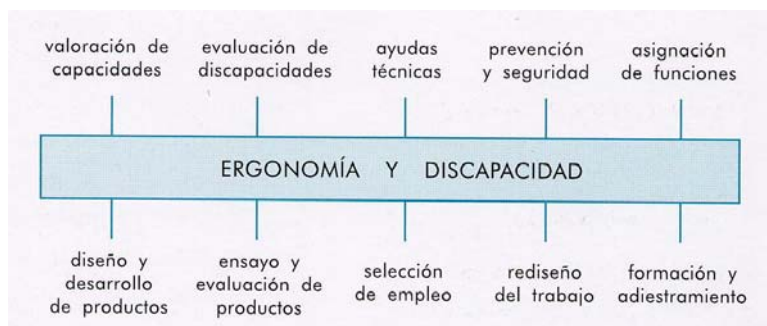 valoración de
capacidades
evaluación de
discapacidades
ayudas
técnicas
prevención
y seguridad
asignación
de funciones
ERGONOMÍA Y DISCAPACIDAD
diseño y
desarrollo
de productos
ensayo y
evaluación de
productos
selección
de empleo
rediseño
del trabajo
formación y
adiestramiento